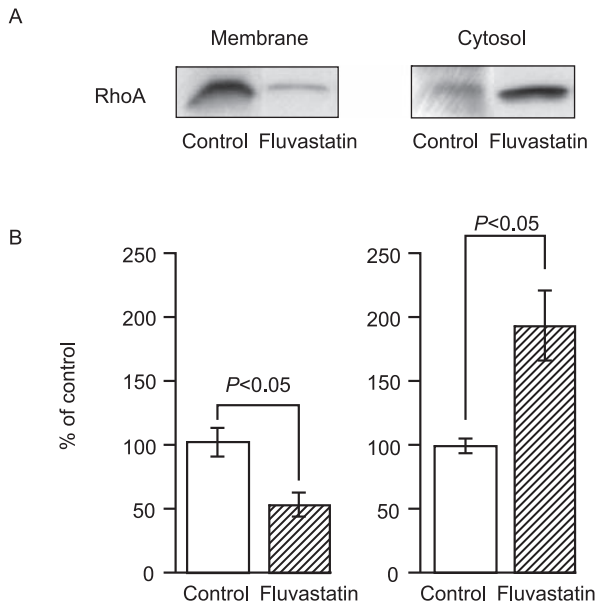 A
Membrane Cytosol
RhoA
Control Fluvastatin Control Fluvastatin
B
P<0.05
250 250
200 200
P<0.05
150 150
% of control
100 100
50 50
0 0
Control Fluvastatin Control Fluvastatin